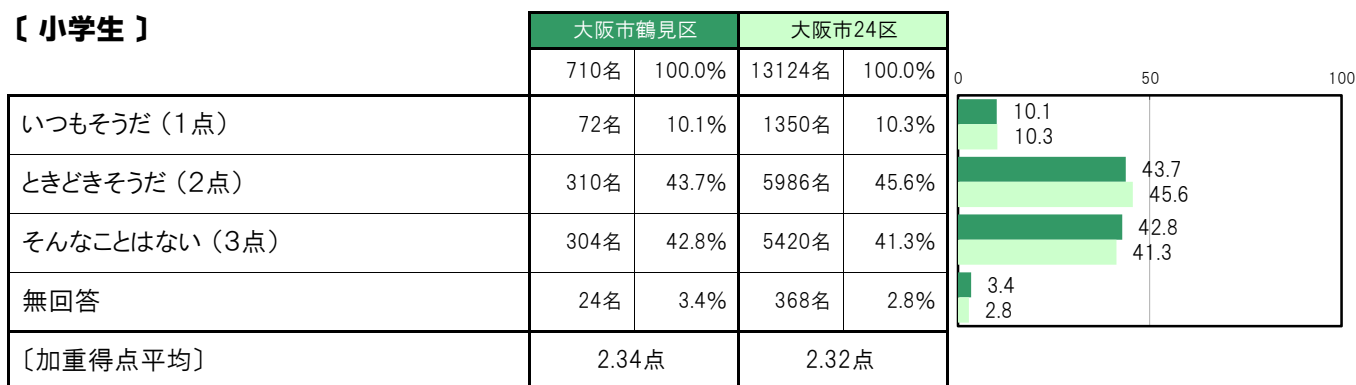 〔 小学生 〕
大阪市鶴見区 大阪市24区
710名 100.0% 13124名 100.0%
0 50 100
いつもそうだ（1点） 72名 10.1% 1350名 10.3%
10.1
10.3
ときどきそうだ（2点） 310名 43.7% 5986名 45.6%
43.7
45.6
そんなことはない（3点） 304名 42.8% 5420名 41.3%
42.8
41.3
無回答 24名 3.4% 368名 2.8%
3.4
2.8
〔加重得点平均〕 2.34点 2.32点